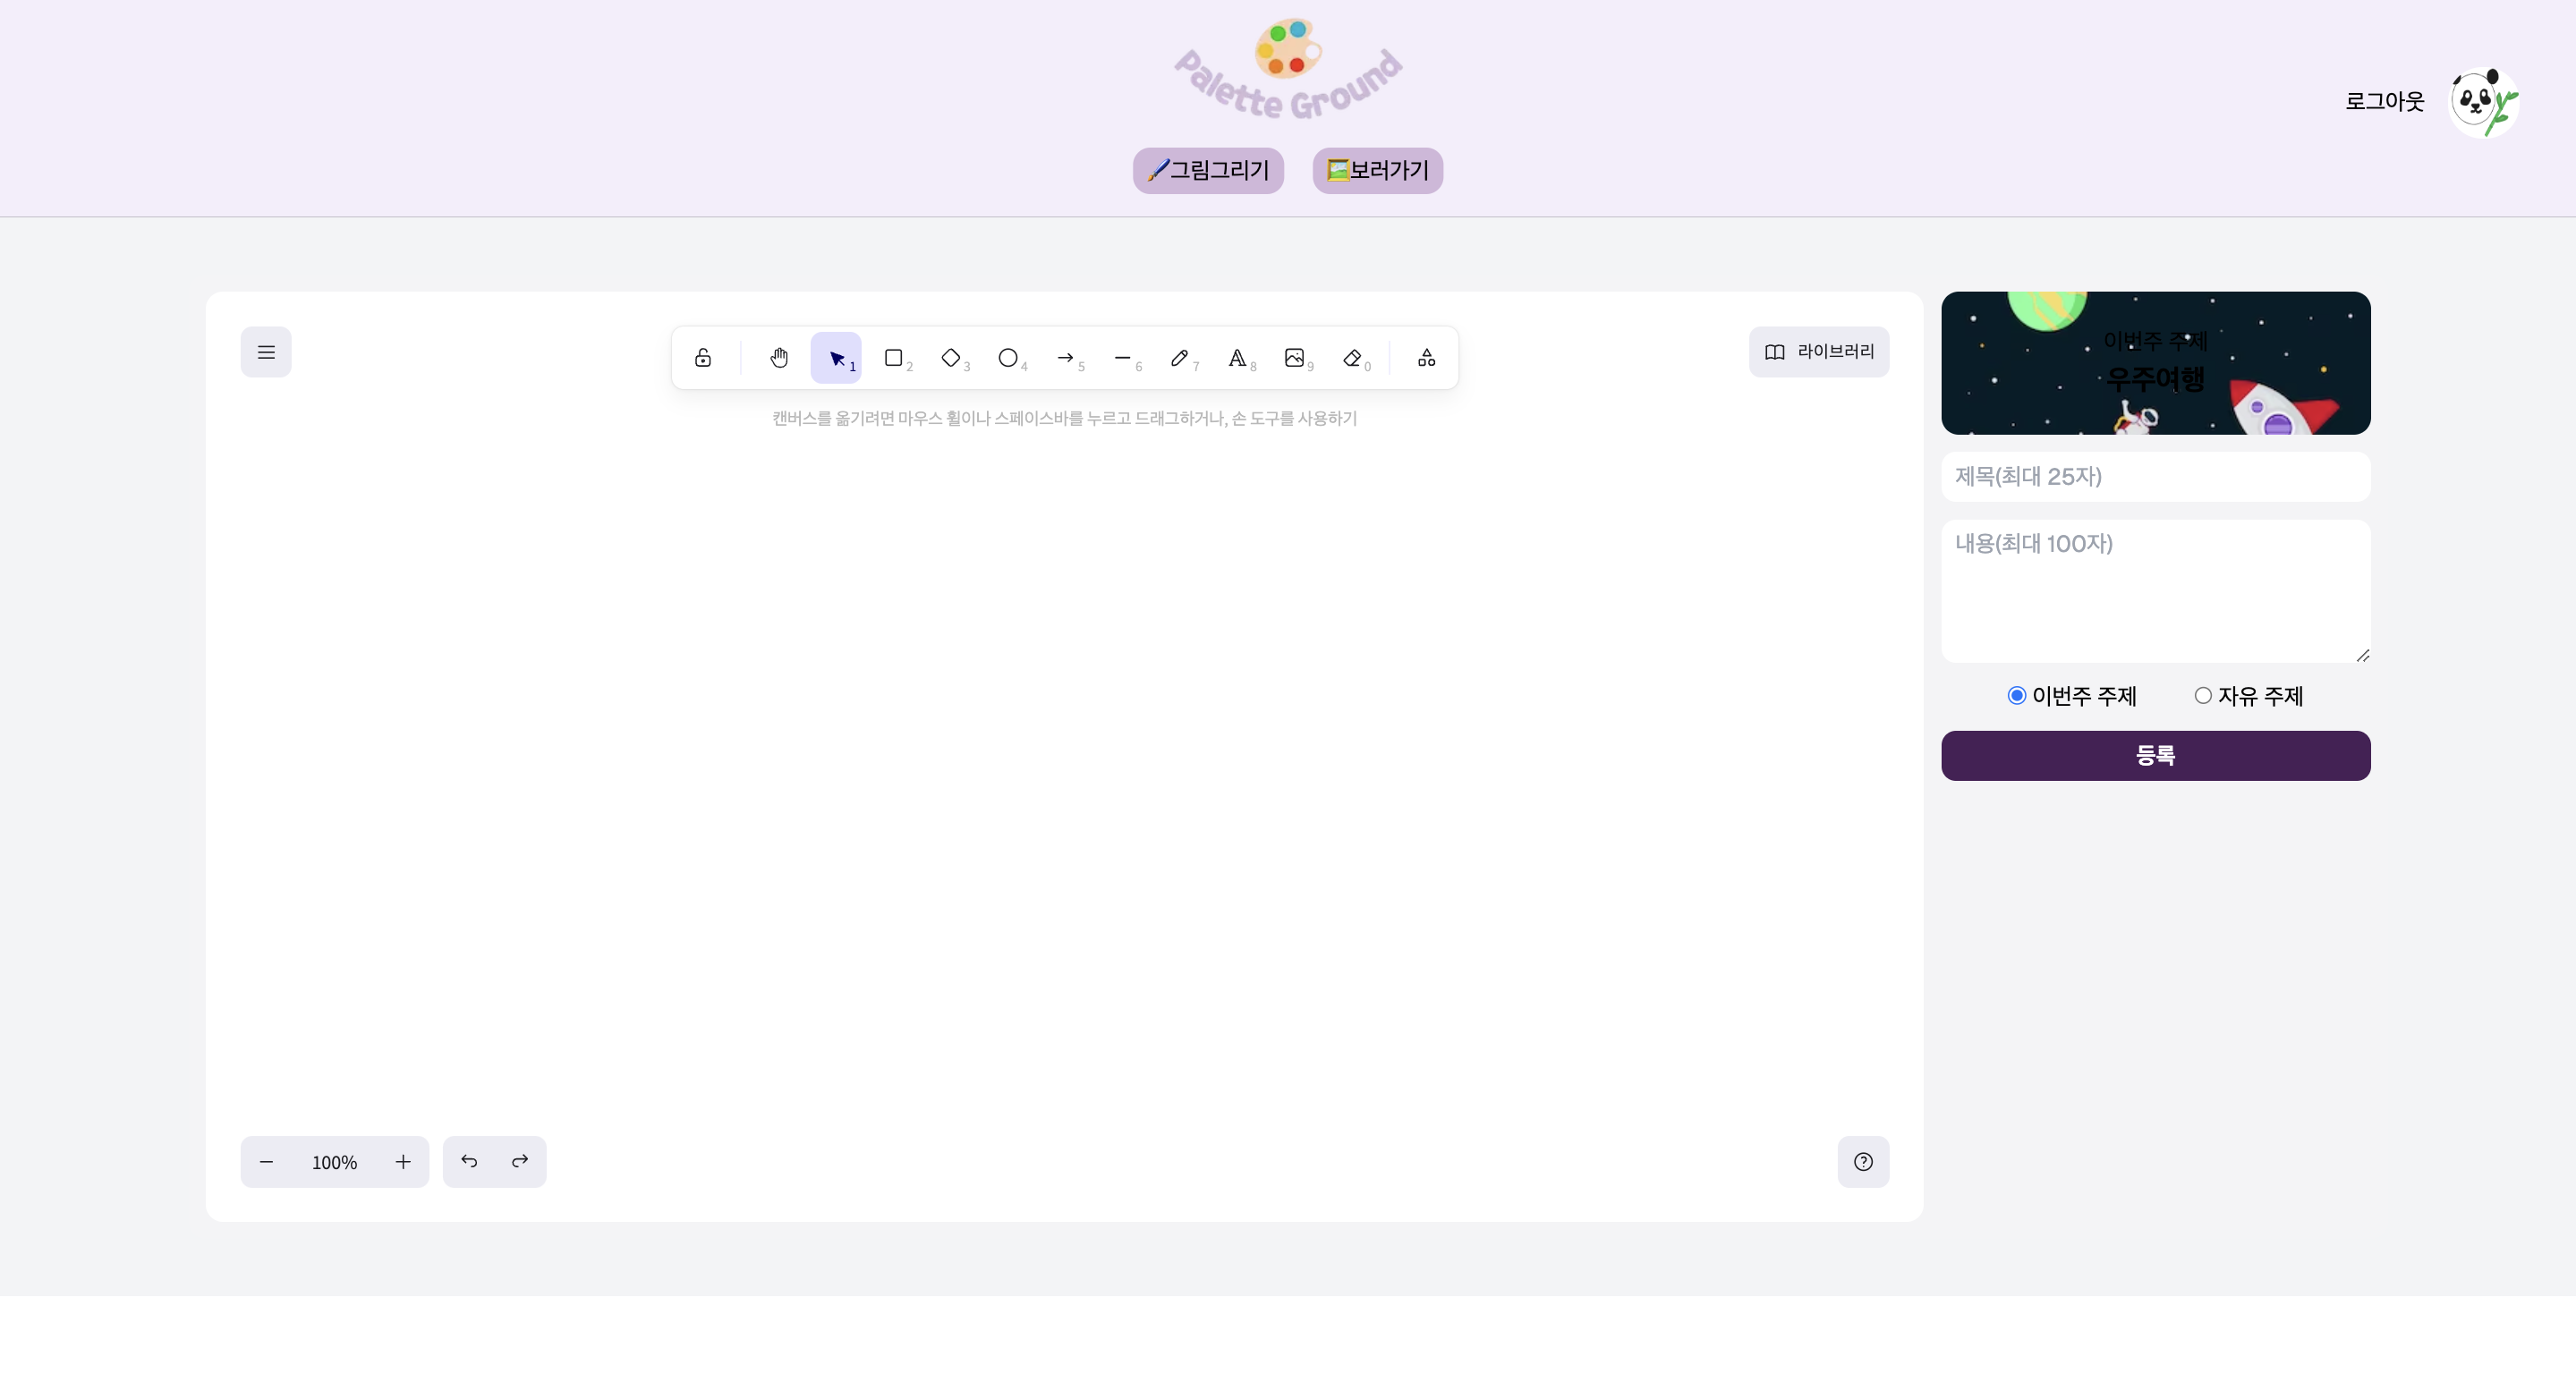 Palette Ground
로그아웃
그림그리기
보러가기
1 2 3 4 5 6 7 8 9 0
라이브러리
캔버스를 옮기려면 마우스 휠이나 스페이스바를 누르고 드래그하거나, 손 도구를 사용하기
이번주 주제
우주여행
제목(최대 25자)
내용(최대 100자)
이번주 주제
자유 주제
등록
100%